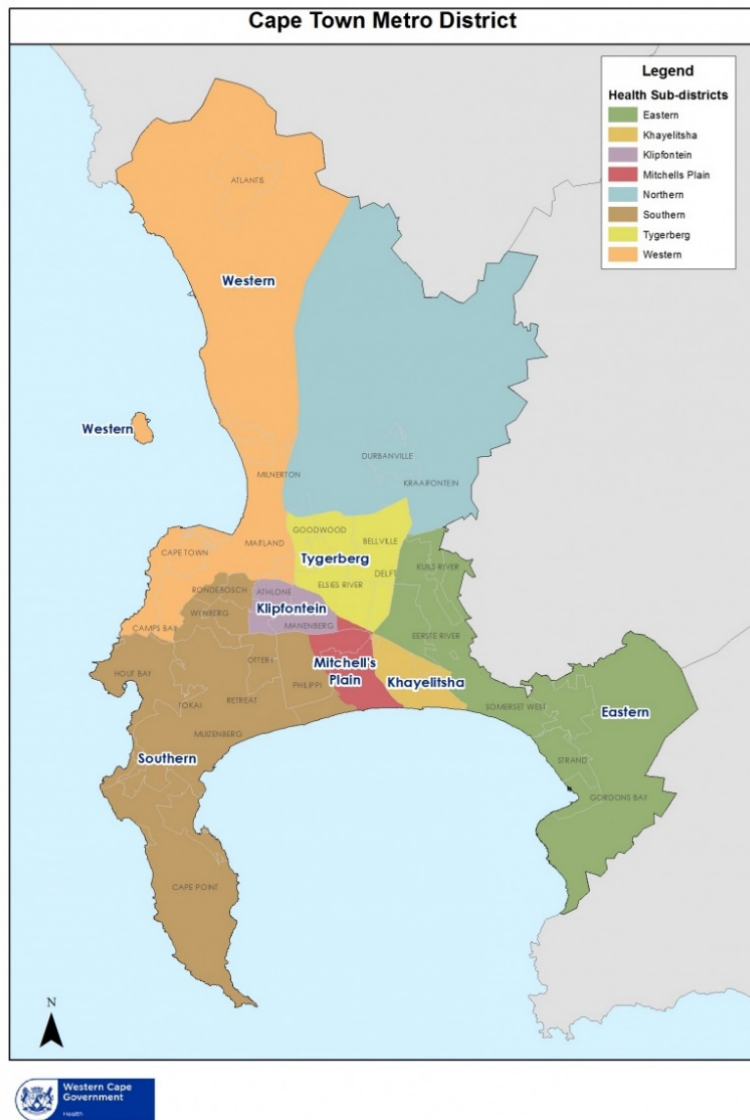 Cape Town Metro District
Legend
Health Sub-districts
Eastern
Khayelitsha
Klipfontein
Mitchells Plain
Northern
Southern
Tygerberg
Western
ATLANTIS
Western
Western
DURBANVILLE
KRAAIFONTEIN
MILNERTON
GOODWOOD
BELLVILLE
MAITLAND
CAPE TOWN
Tygerberg
KUILS RIVER
DELFT
ELSIES RIVER
RONDEBOSCH
ATHLONE
WYNBERG
Klipfontein
MANENBERG
CAMPS BAY
EERSTE RIVER
OTTERY
Mitchell's
Plain
HOUT BAY
PHILIPPI
Khayelitsha
RETREAT
TOKAI
SOMERSET WEST
Eastern
MUIZENBERG
Southern
STRAND
GORDONS BAY
CAPE POINT
N
Western Cape
Government
Health